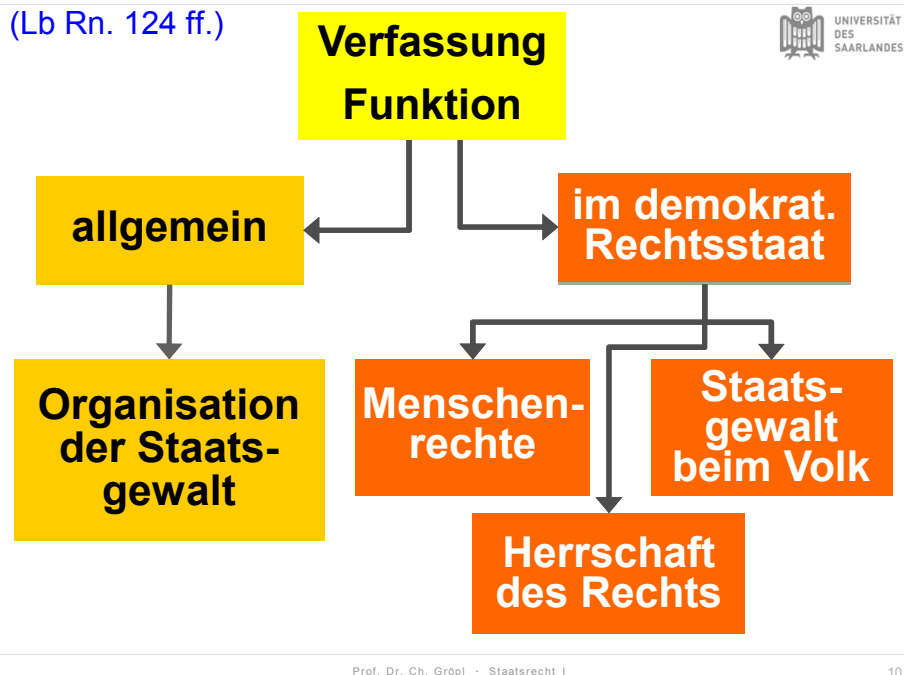 (Lb Rn. 124 ff.)
Verfassung
Funktion
UNIVERSITÄT
DES
SAARLANDES
allgemein
im demokrat.
Rechtsstaat
Organisation
der Staats-
gewalt
Menschen-
rechte
Staats-
gewalt
beim Volk
Herrschaft
des Rechts
Prof. Dr. Ch. Gröpl · Staatsrecht I
10